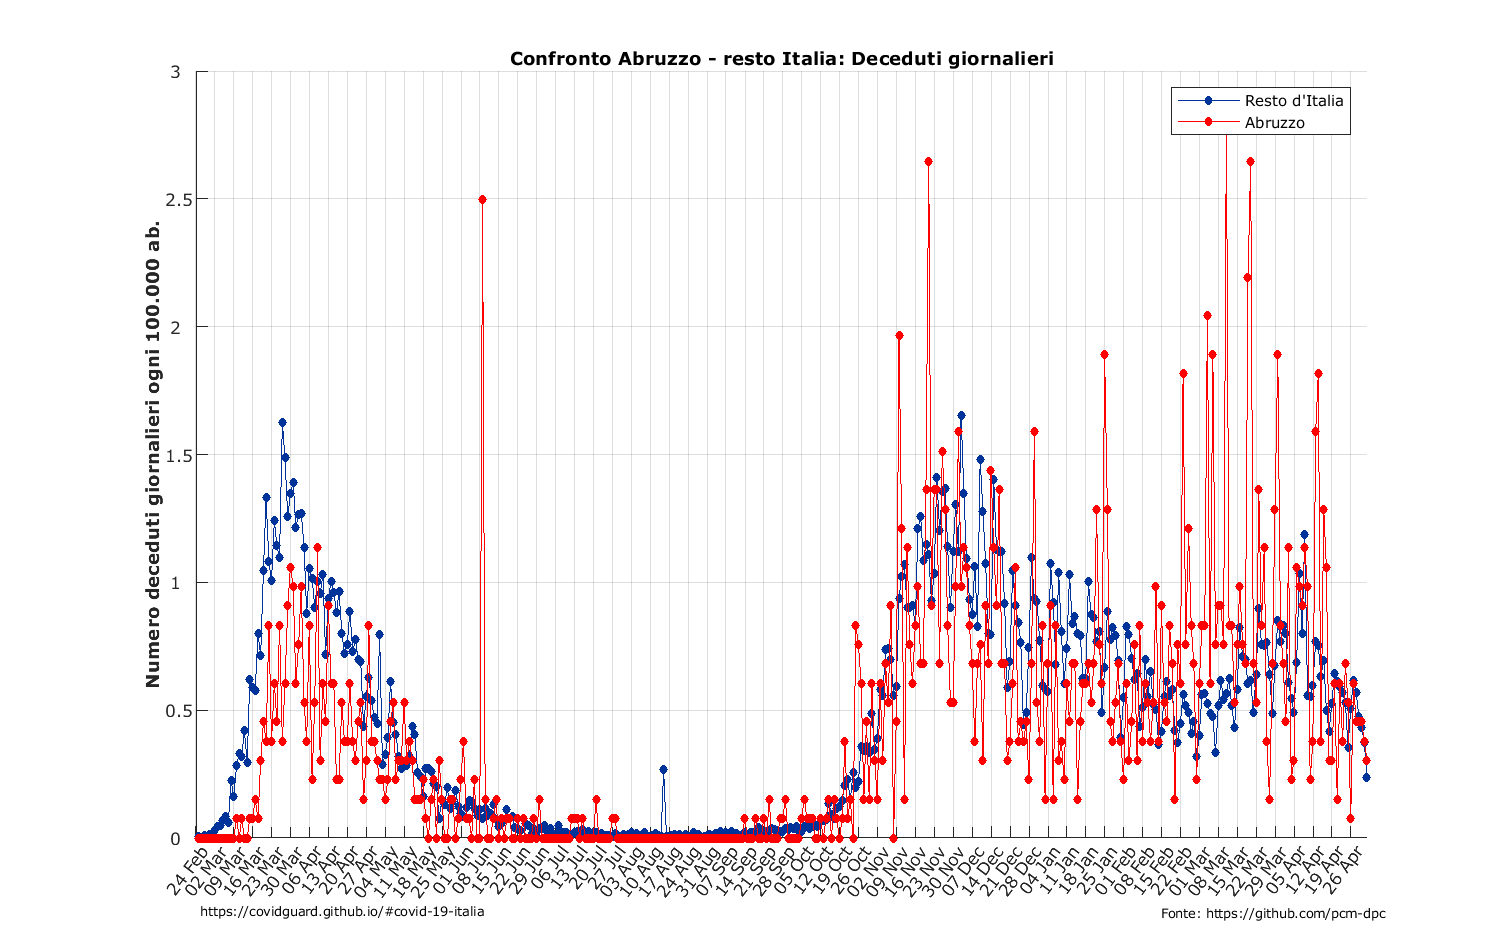 Confronto Abruzzo - resto Italia: Deceduti giornalieri
Resto d'Italia
Abruzzo
Numero deceduti giornalieri ogni 100.000 ab.
3
2.5
2
1.5
1
0.5
0
24 Feb
02 Mar
09 Mar
16 Mar
23 Mar
30 Mar
06 Apr
13 Apr
20 Apr
27 Apr
04 May
11 May
18 May
25 May
01 Jun
08 Jun
15 Jun
22 Jun
29 Jun
06 Jul
13 Jul
20 Jul
27 Jul
03 Aug
10 Aug
17 Aug
24 Aug
31 Aug
07 Sep
14 Sep
21 Sep
28 Sep
05 Oct
12 Oct
19 Oct
26 Oct
02 Nov
09 Nov
16 Nov
23 Nov
30 Nov
07 Dec
14 Dec
21 Dec
28 Dec
04 Jan
11 Jan
18 Jan
25 Jan
01 Feb
08 Feb
15 Feb
22 Feb
01 Mar
08 Mar
15 Mar
22 Mar
29 Mar
05 Apr
12 Apr
19 Apr
26 Apr
https://covidguard.github.io/#covid-19-italia
Fonte: https://github.com/pcm-dpc